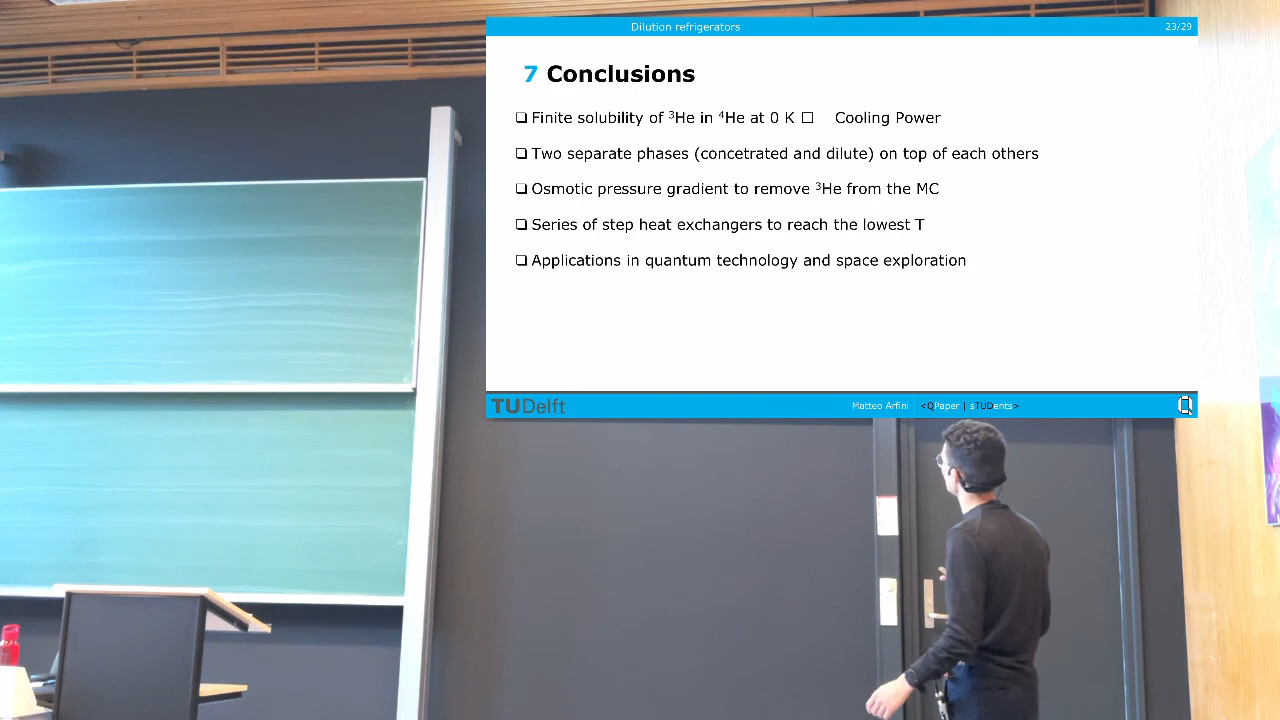 Dilution refrigerators 23/29
7 Conclusions
❑ Finite solubility of ³He in ⁴He at 0 K □ Cooling Power
❑ Two separate phases (concetrated and dilute) on top of each others
❑ Osmotic pressure gradient to remove ³He from the MC
❑ Series of step heat exchangers to reach the lowest T
❑ Applications in quantum technology and space exploration
TUDelft Matteo Arfini <QPaper | sTUDents>